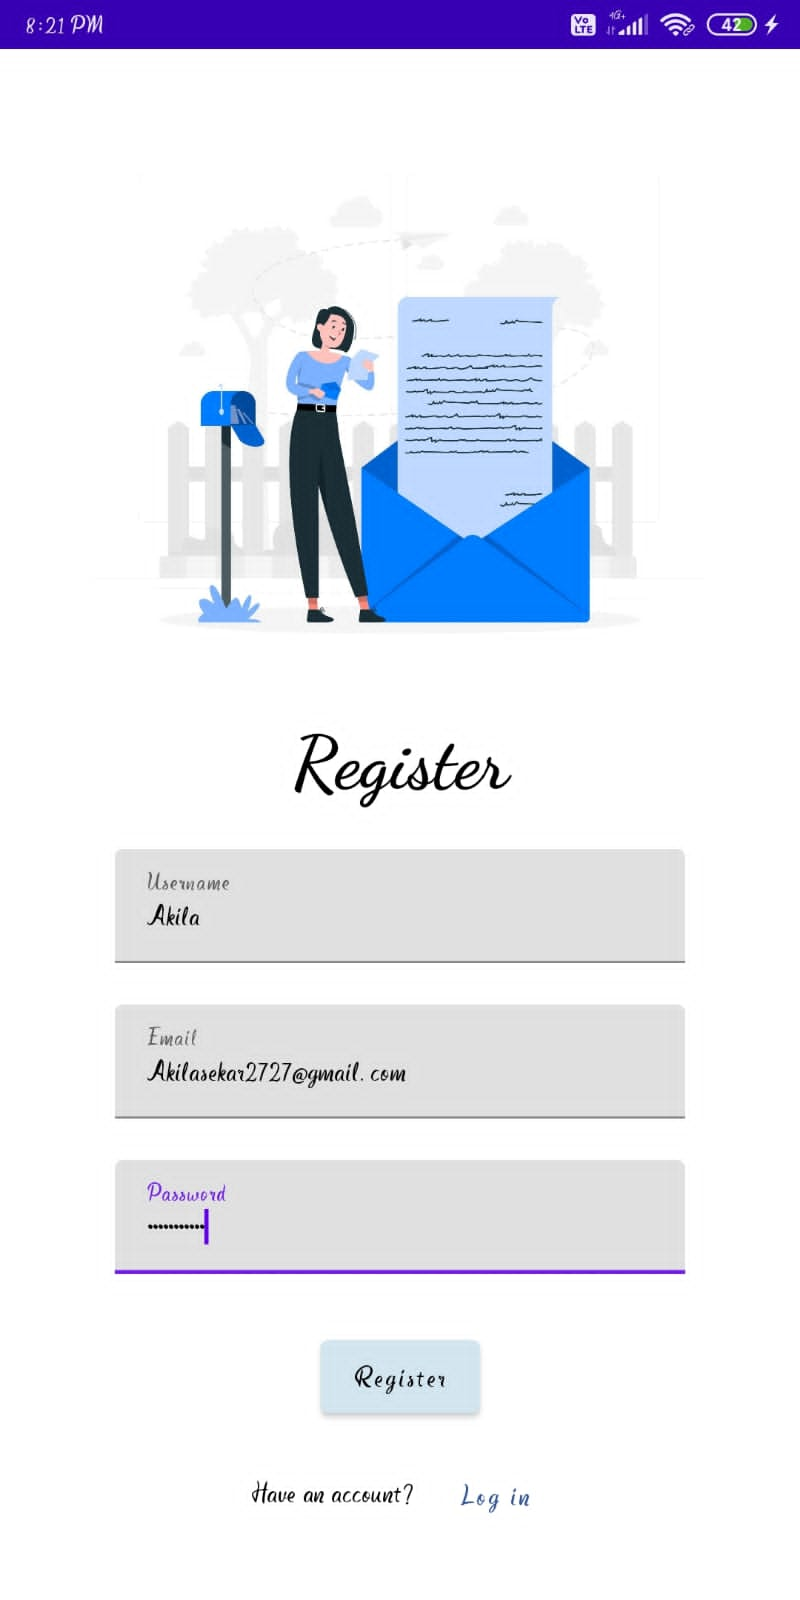 8:21 PM
Vo LTE
4G+
42
Register
Username
Akila
Email
Akilasekar2727@gmail.com
Password
•••••••••••
Register
Have an account? Log in